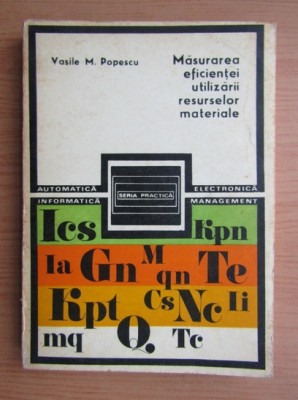 Vasile M. Popescu
Măsurarea
eficienței
utilizării
resurselor
materiale
AUTOMATICĂ
ELECTRONICĂ
SERIA PRACTICĂ
INFORMATICĂ
MANAGEMENT
Ics Kpn
Ia Gn M qn Te
Kpt Cs Nc Ii
mq Q. Tc